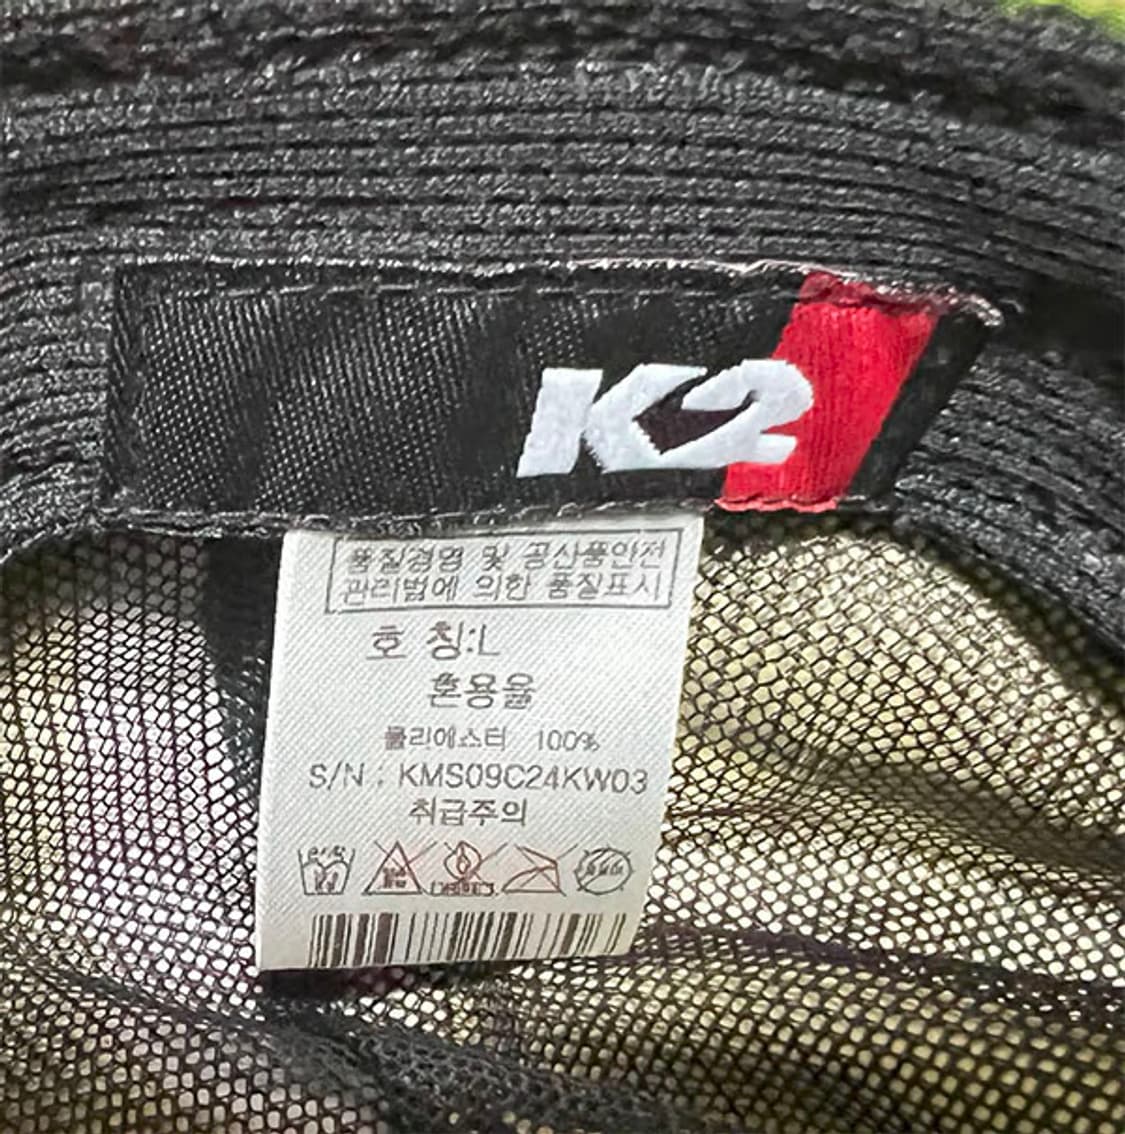 K2
품질경영 및 공산품안전
관리법에 의한 품질표시
호 칭:L
혼용율
폴리에스터 100%
S/N : KMS09C24KW03
취급주의